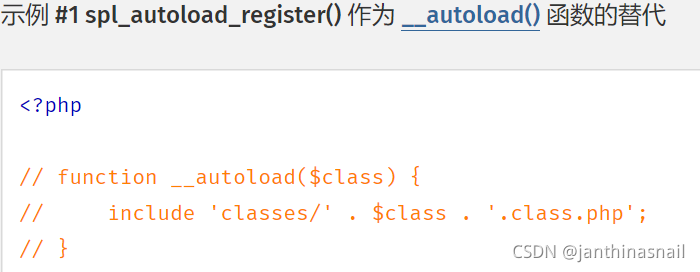 示例 #1 spl_autoload_register() 作为 __autoload() 函数的替代
<?php
// function __autoload($class) {
//     include 'classes/' . $class . '.class.php';
// }
CSDN @janthinasnail